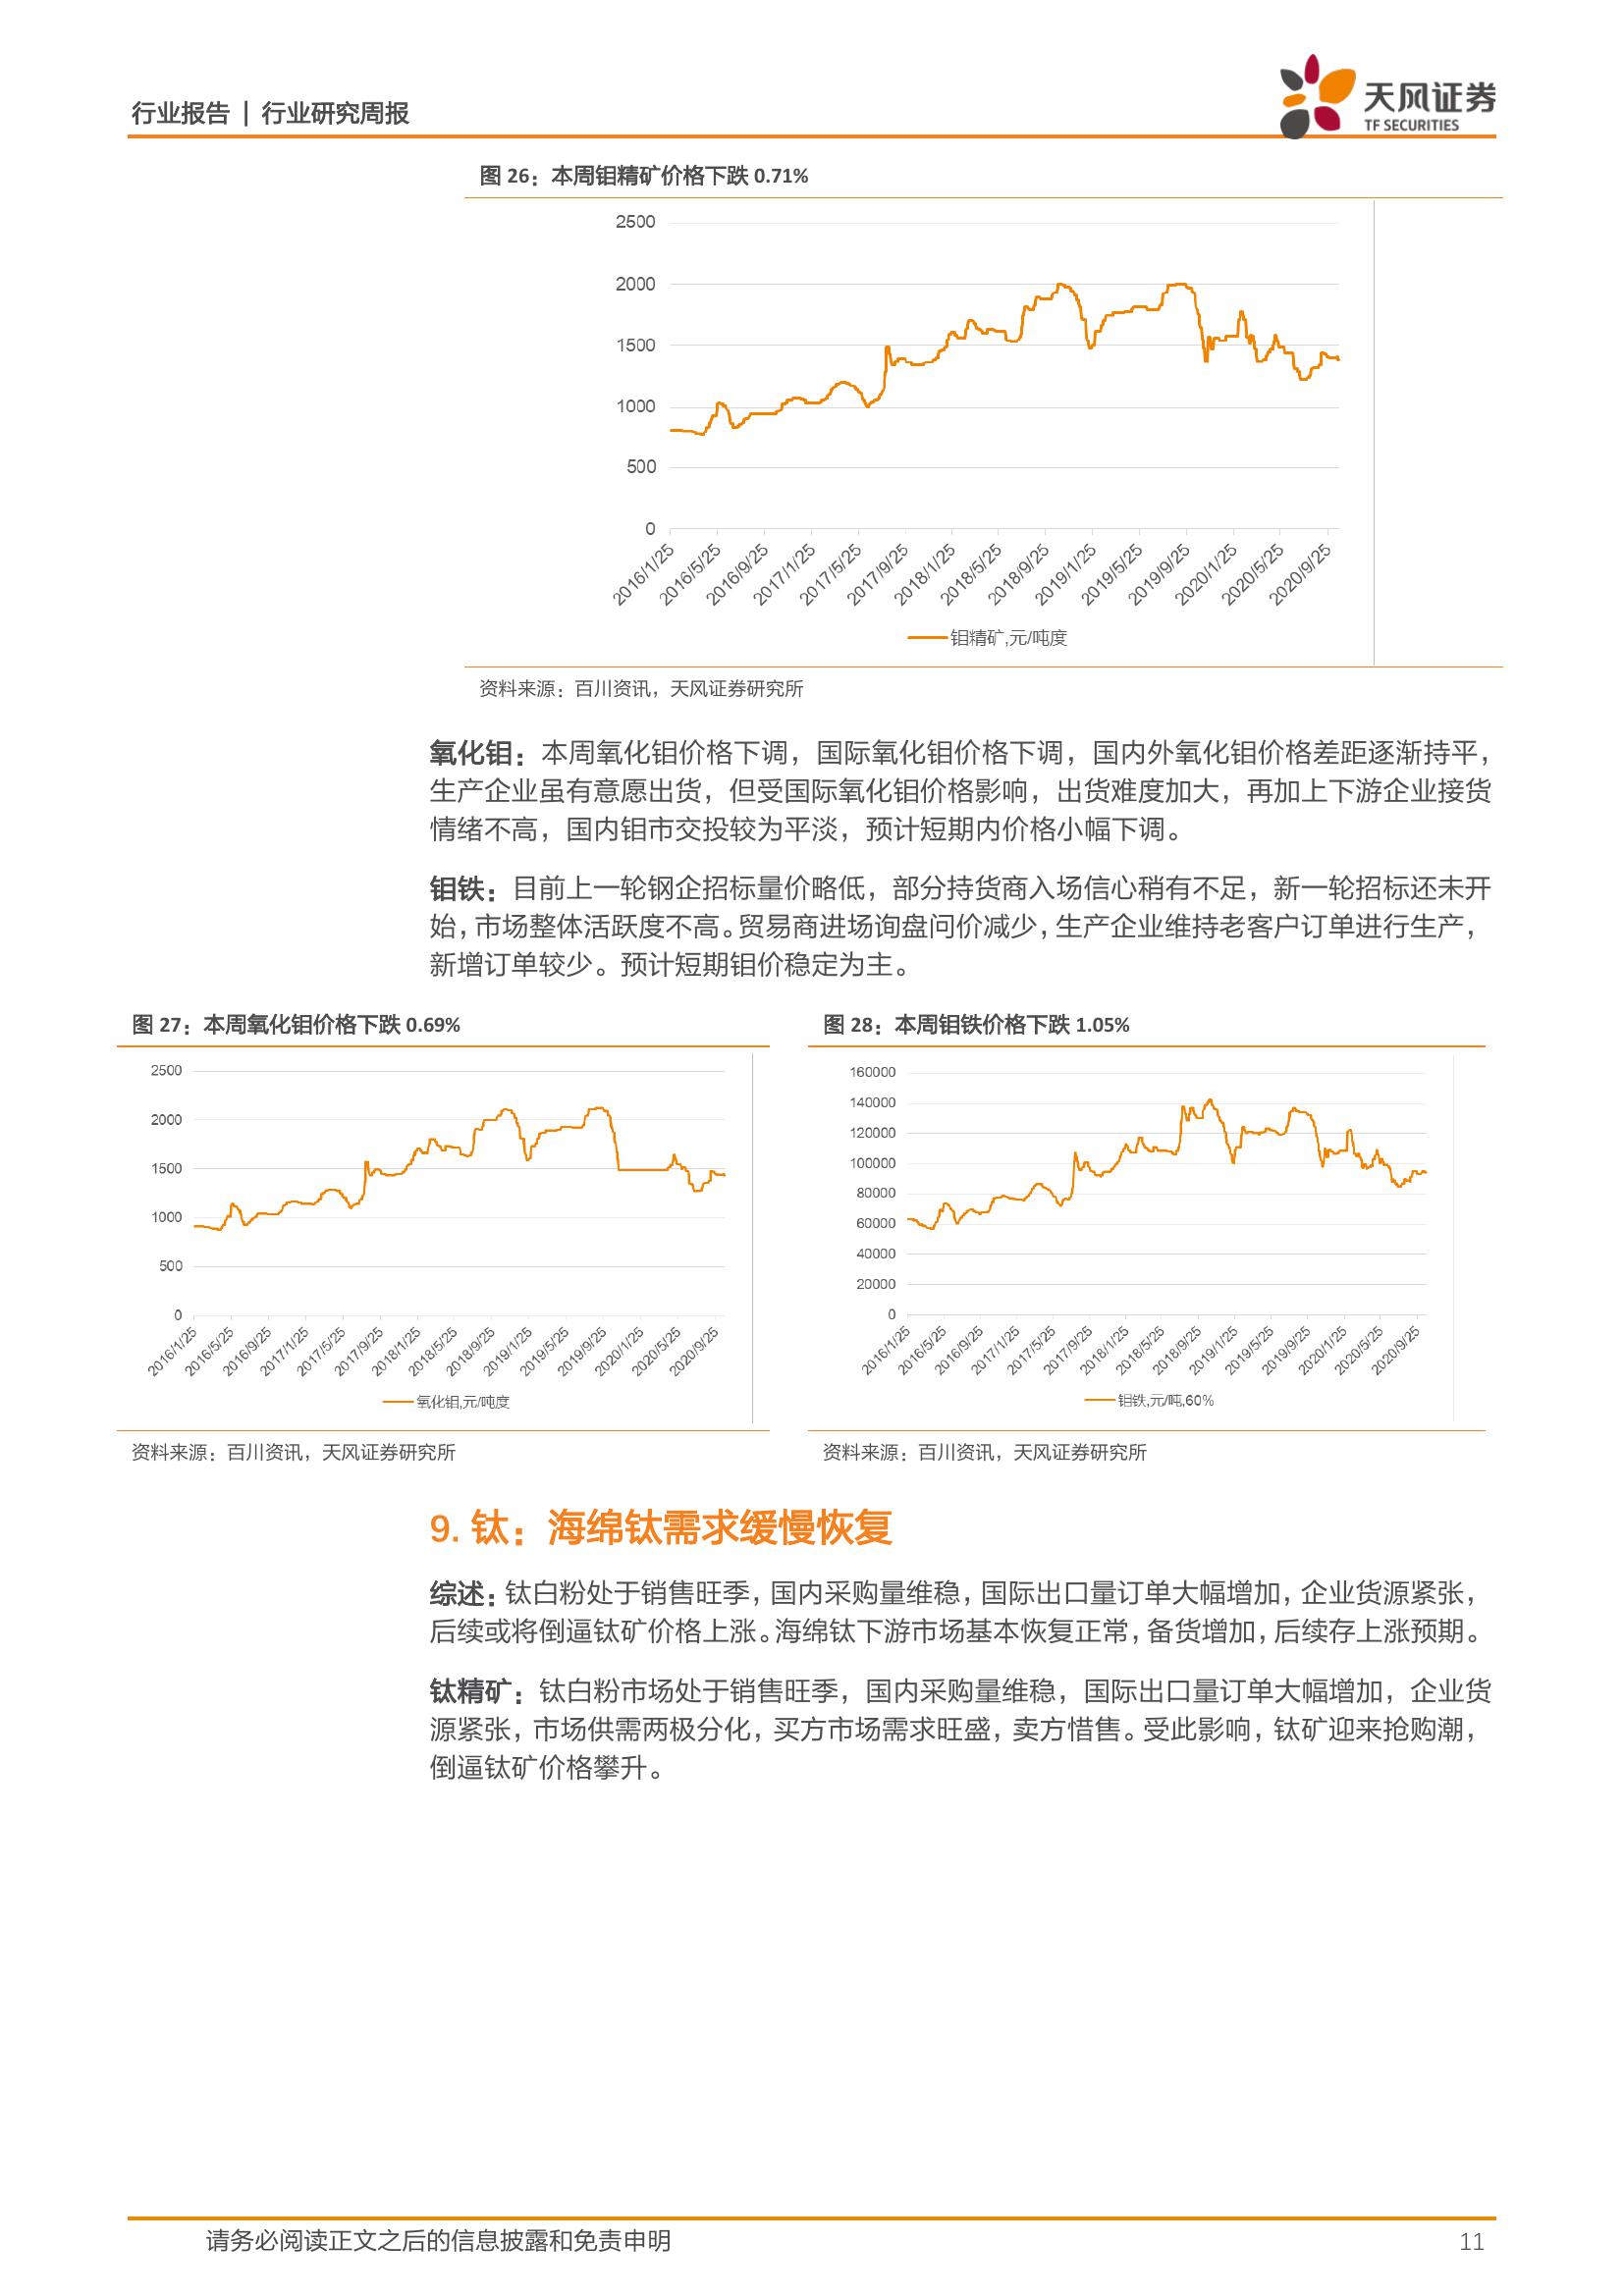 行业报告 | 行业研究周报
天风证券
TF SECURITIES
图 26：本周钼精矿价格下跌 0.71%
2500
2000
1500
1000
500
0
2016/1/25
2016/5/25
2016/9/25
2017/1/25
2017/5/25
2017/9/25
2018/1/25
2018/5/25
2018/9/25
2019/1/25
2019/5/25
2019/9/25
2020/1/25
2020/5/25
2020/9/25
钼精矿,元/吨度
资料来源：百川资讯，天风证券研究所
氧化钼：本周氧化钼价格下调，国际氧化钼价格下调，国内外氧化钼价格差距逐渐持平，
生产企业虽有意愿出货，但受国际氧化钼价格影响，出货难度加大，再加上下游企业接货
情绪不高，国内钼市交投较为平淡，预计短期内价格小幅下调。
钼铁：目前上一轮钢企招标量价略低，部分持货商入场信心稍有不足，新一轮招标还未开
始，市场整体活跃度不高。贸易商进场询盘问价减少，生产企业维持老客户订单进行生产，
新增订单较少。预计短期钼价稳定为主。
图 27：本周氧化钼价格下跌 0.69%
2500
2000
1500
1000
500
0
2016/1/25
2016/5/25
2016/9/25
2017/1/25
2017/5/25
2017/9/25
2018/1/25
2018/5/25
2018/9/25
2019/1/25
2019/5/25
2019/9/25
2020/1/25
2020/5/25
2020/9/25
氧化钼,元/吨度
资料来源：百川资讯，天风证券研究所
图 28：本周钼铁价格下跌 1.05%
160000
140000
120000
100000
80000
60000
40000
20000
0
2016/1/25
2016/5/25
2016/9/25
2017/1/25
2017/5/25
2017/9/25
2018/1/25
2018/5/25
2018/9/25
2019/1/25
2019/5/25
2019/9/25
2020/1/25
2020/5/25
2020/9/25
钼铁,元/吨,60%
资料来源：百川资讯，天风证券研究所
9. 钛：海绵钛需求缓慢恢复
综述：钛白粉处于销售旺季，国内采购量维稳，国际出口量订单大幅增加，企业货源紧张，
后续或将倒逼钛矿价格上涨。海绵钛下游市场基本恢复正常，备货增加，后续存上涨预期。
钛精矿：钛白粉市场处于销售旺季，国内采购量维稳，国际出口量订单大幅增加，企业货
源紧张，市场供需两极分化，买方市场需求旺盛，卖方惜售。受此影响，钛矿迎来抢购潮，
倒逼钛矿价格攀升。
请务必阅读正文之后的信息披露和免责申明
11